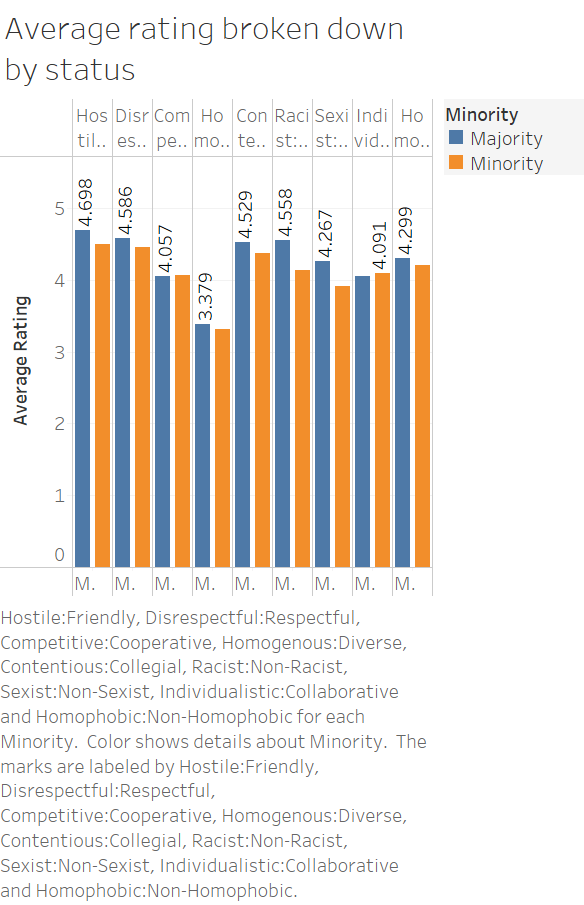 Average rating broken down
by status
Hos Disr Com Ho Con Raci Sexi Indi Ho
til.. es.. pe.. mo.. te.. st:.. st:.. vid.. mo..
Minority
Majority
Minority
4.698 4.586 4.057 3.379 4.529 4.558 4.267 4.091 4.299
Average Rating
5
4
3
2
1
0
M. M. M. M. M. M. M. M. M.
Hostile:Friendly, Disrespectful:Respectful,
Competitive:Cooperative, Homogenous:Diverse,
Contentious:Collegial, Racist:Non-Racist,
Sexist:Non-Sexist, Individualistic:Collaborative
and Homophobic:Non-Homophobic for each
Minority.  Color shows details about Minority.  The
marks are labeled by Hostile:Friendly,
Disrespectful:Respectful,
Competitive:Cooperative, Homogenous:Diverse,
Contentious:Collegial, Racist:Non-Racist,
Sexist:Non-Sexist, Individualistic:Collaborative
and Homophobic:Non-Homophobic.